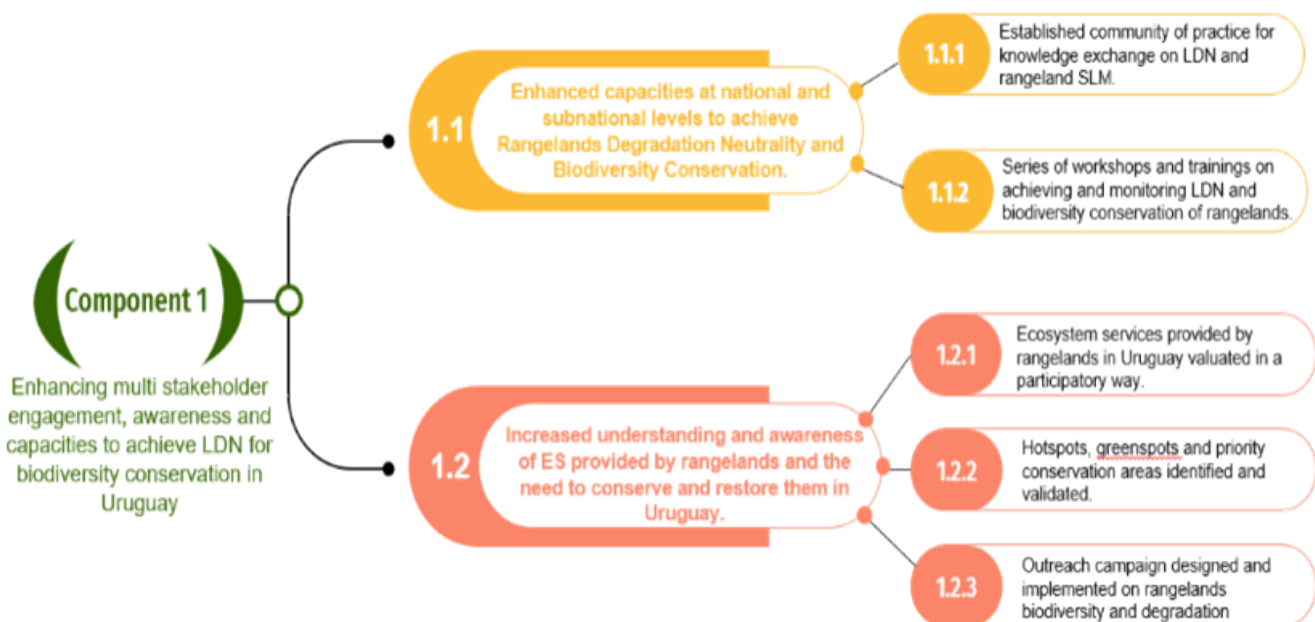 Component 1
Enhancing multi stakeholder
engagement, awareness and
capacities to achieve LDN for
biodiversity conservation in
Uruguay
1.1
Enhanced capacities at national and
subnational levels to achieve
Rangelands Degradation Neutrality and
Biodiversity Conservation.
1.1.1
Established community of practice for
knowledge exchange on LDN and
rangeland SLM.
1.1.2
Series of workshops and trainings on
achieving and monitoring LDN and
biodiversity conservation of rangelands.
1.2
Increased understanding and awareness
of ES provided by rangelands and the
need to conserve and restore them in
Uruguay.
1.2.1
Ecosystem services provided by
rangelands in Uruguay valuated in a
participatory way.
1.2.2
Hotspots, greenspots and priority
conservation areas identified and
validated.
1.2.3
Outreach campaign designed and
implemented on rangelands
biodiversity and degradation